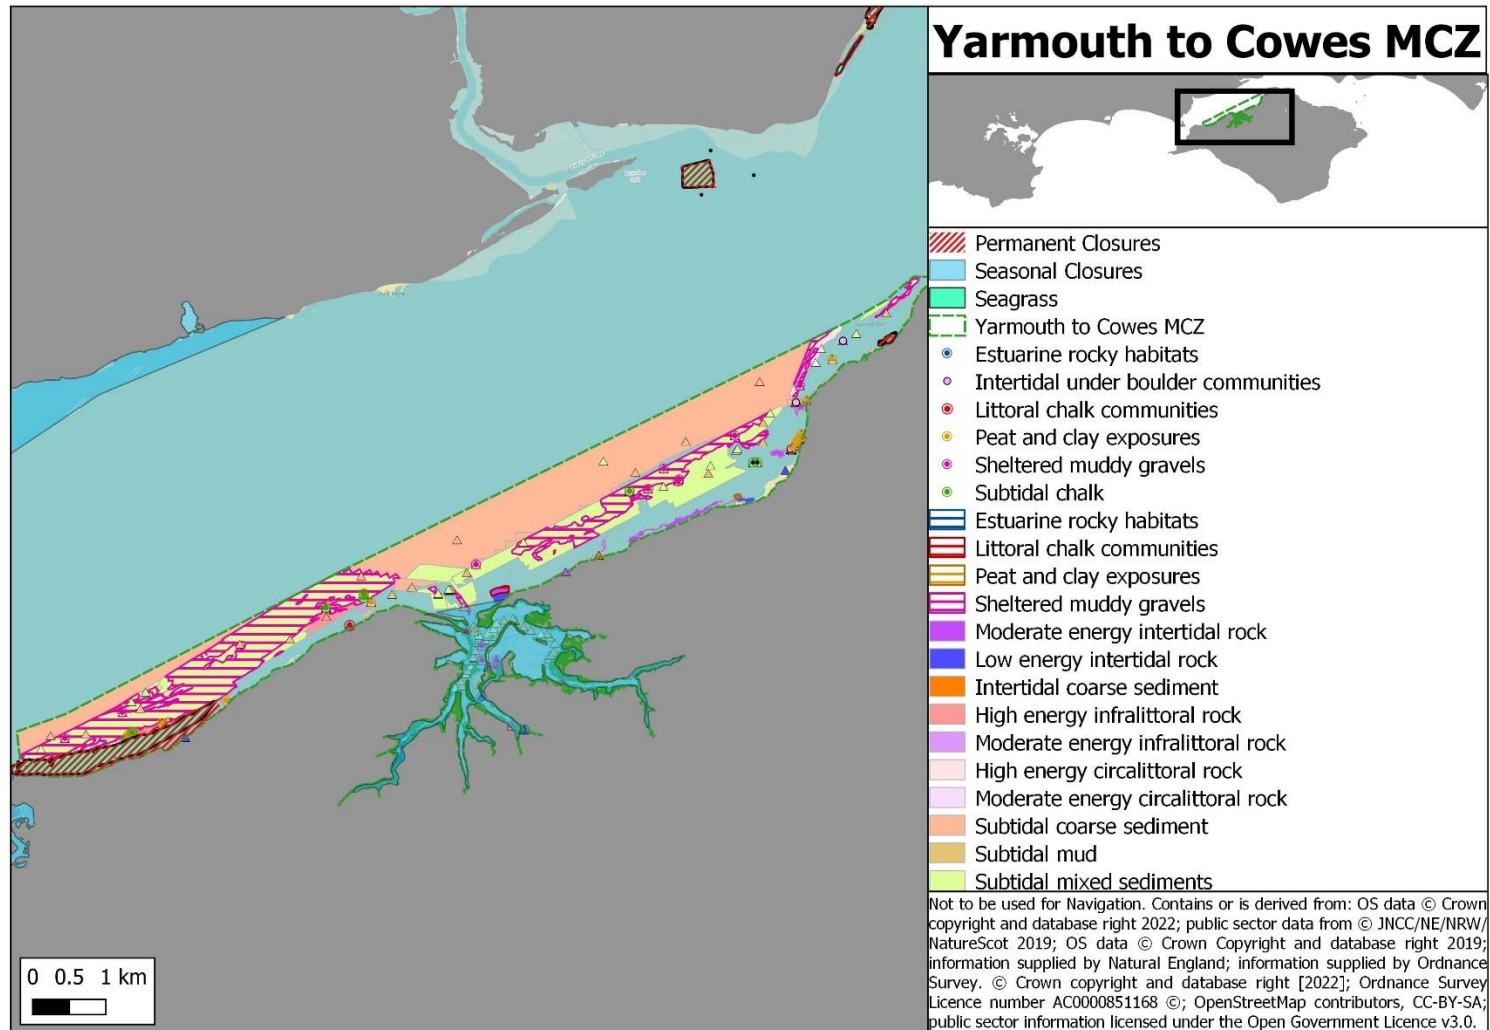 Yarmouth to Cowes MCZ
Permanent Closures
Seasonal Closures
Seagrass
Yarmouth to Cowes MCZ
Estuarine rocky habitats
Intertidal under boulder communities
Littoral chalk communities
Peat and clay exposures
Sheltered muddy gravels
Subtidal chalk
Estuarine rocky habitats
Littoral chalk communities
Peat and clay exposures
Sheltered muddy gravels
Moderate energy intertidal rock
Low energy intertidal rock
Intertidal coarse sediment
High energy infralittoral rock
Moderate energy infralittoral rock
High energy circalittoral rock
Moderate energy circalittoral rock
Subtidal coarse sediment
Subtidal mud
Subtidal mixed sediments
Not to be used for Navigation. Contains or is derived from: OS data © Crown
copyright and database right 2022; public sector data from © JNCC/NE/NRW/
NatureScot 2019; OS data © Crown Copyright and database right 2019;
information supplied by Natural England; information supplied by Ordnance
Survey. © Crown copyright and database right [2022]; Ordnance Survey
Licence number AC0000851168 ©; OpenStreetMap contributors, CC-BY-SA;
public sector information licensed under the Open Government Licence v3.0.
0 0.5 1 km